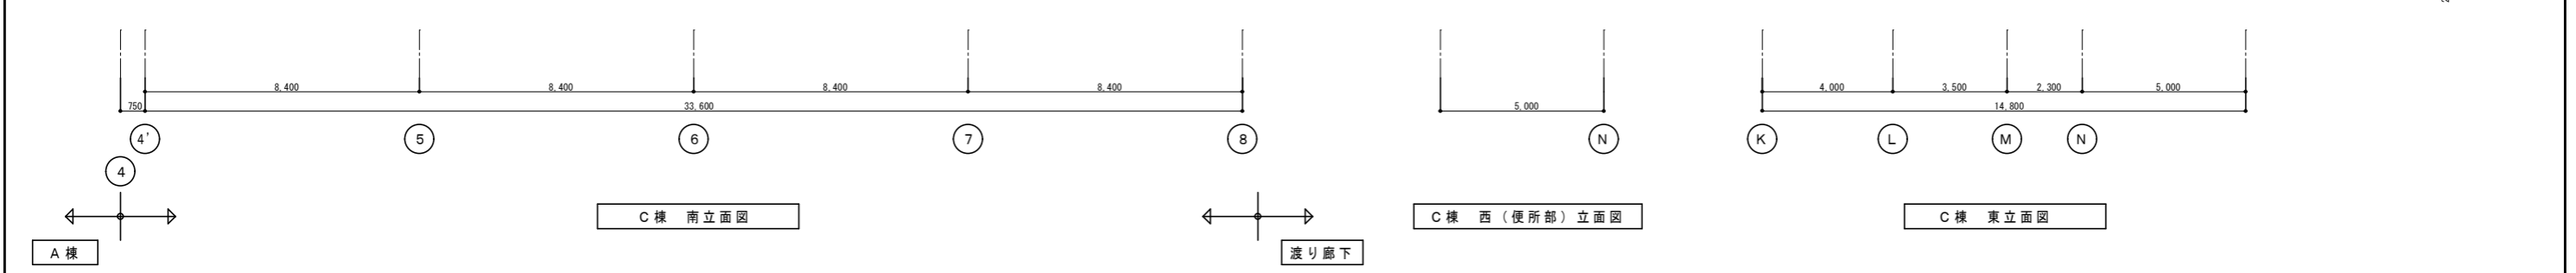 8,400 8,400 8,400 8,400
750 33,600
4' 5 6 7 8
4
C棟 南立面図
A棟
渡り廊下
5,000
N
C棟 西(便所部)立面図
4,000 3,500 2,300 5,000
14,800
K L M N
C棟 東立面図